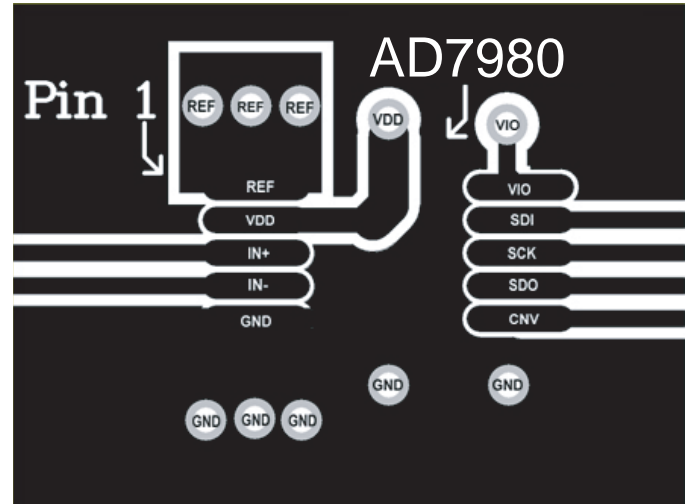 AD7980
Pin 1
REF REF REF
VDD
VIO
REF
VDD
IN+
IN-
GND
VIO
SDI
SCK
SDO
CNV
GND
GND
GND GND GND